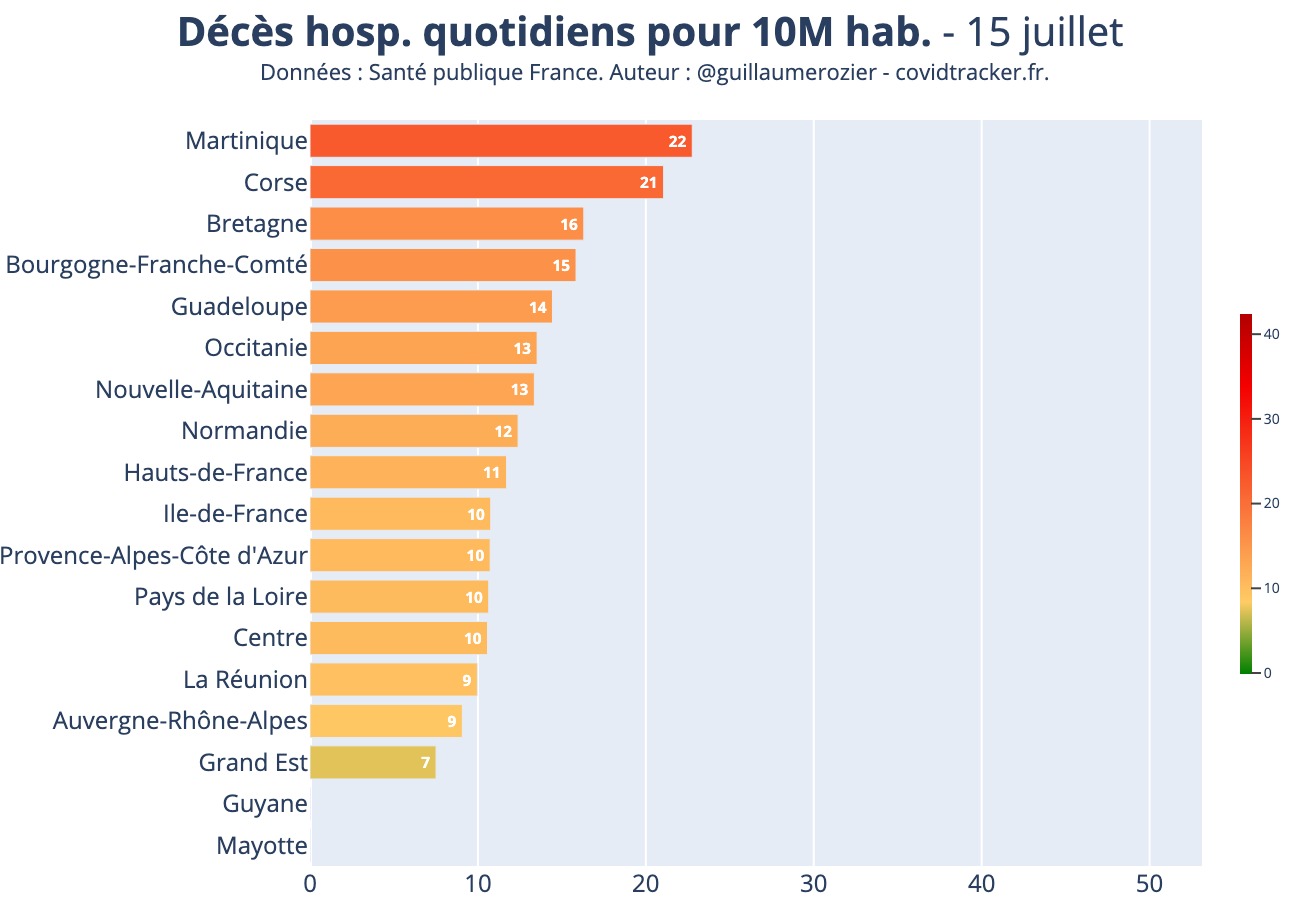 Décès hosp. quotidiens pour 10M hab. - 15 juillet
Données : Santé publique France. Auteur : @guillaumerozier - covidtracker.fr.
Martinique 22
Corse 21
Bretagne 16
Bourgogne-Franche-Comté 15
Guadeloupe 14
Occitanie 13
Nouvelle-Aquitaine 13
Normandie 12
Hauts-de-France 11
Ile-de-France 10
Provence-Alpes-Côte d'Azur 10
Pays de la Loire 10
Centre 10
La Réunion 9
Auvergne-Rhône-Alpes 9
Grand Est 7
Guyane
Mayotte
0 10 20 30 40 50
40
30
20
10
0